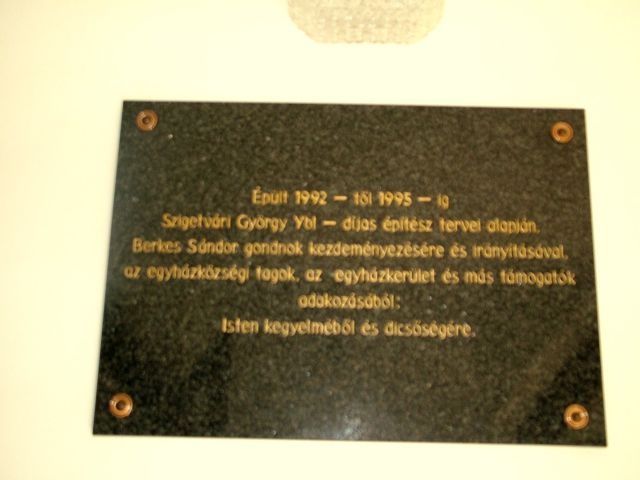 Épült 1992 – től 1995 – ig
Szigetvári György Ybl – díjas építész tervei alapján,
Berkes Sándor gondnok kezdeményezésére és irányításával,
az egyházközségi tagok, az egyházkerület és más támogatók
adakozásából:
Isten kegyelméből és dicsőségére.